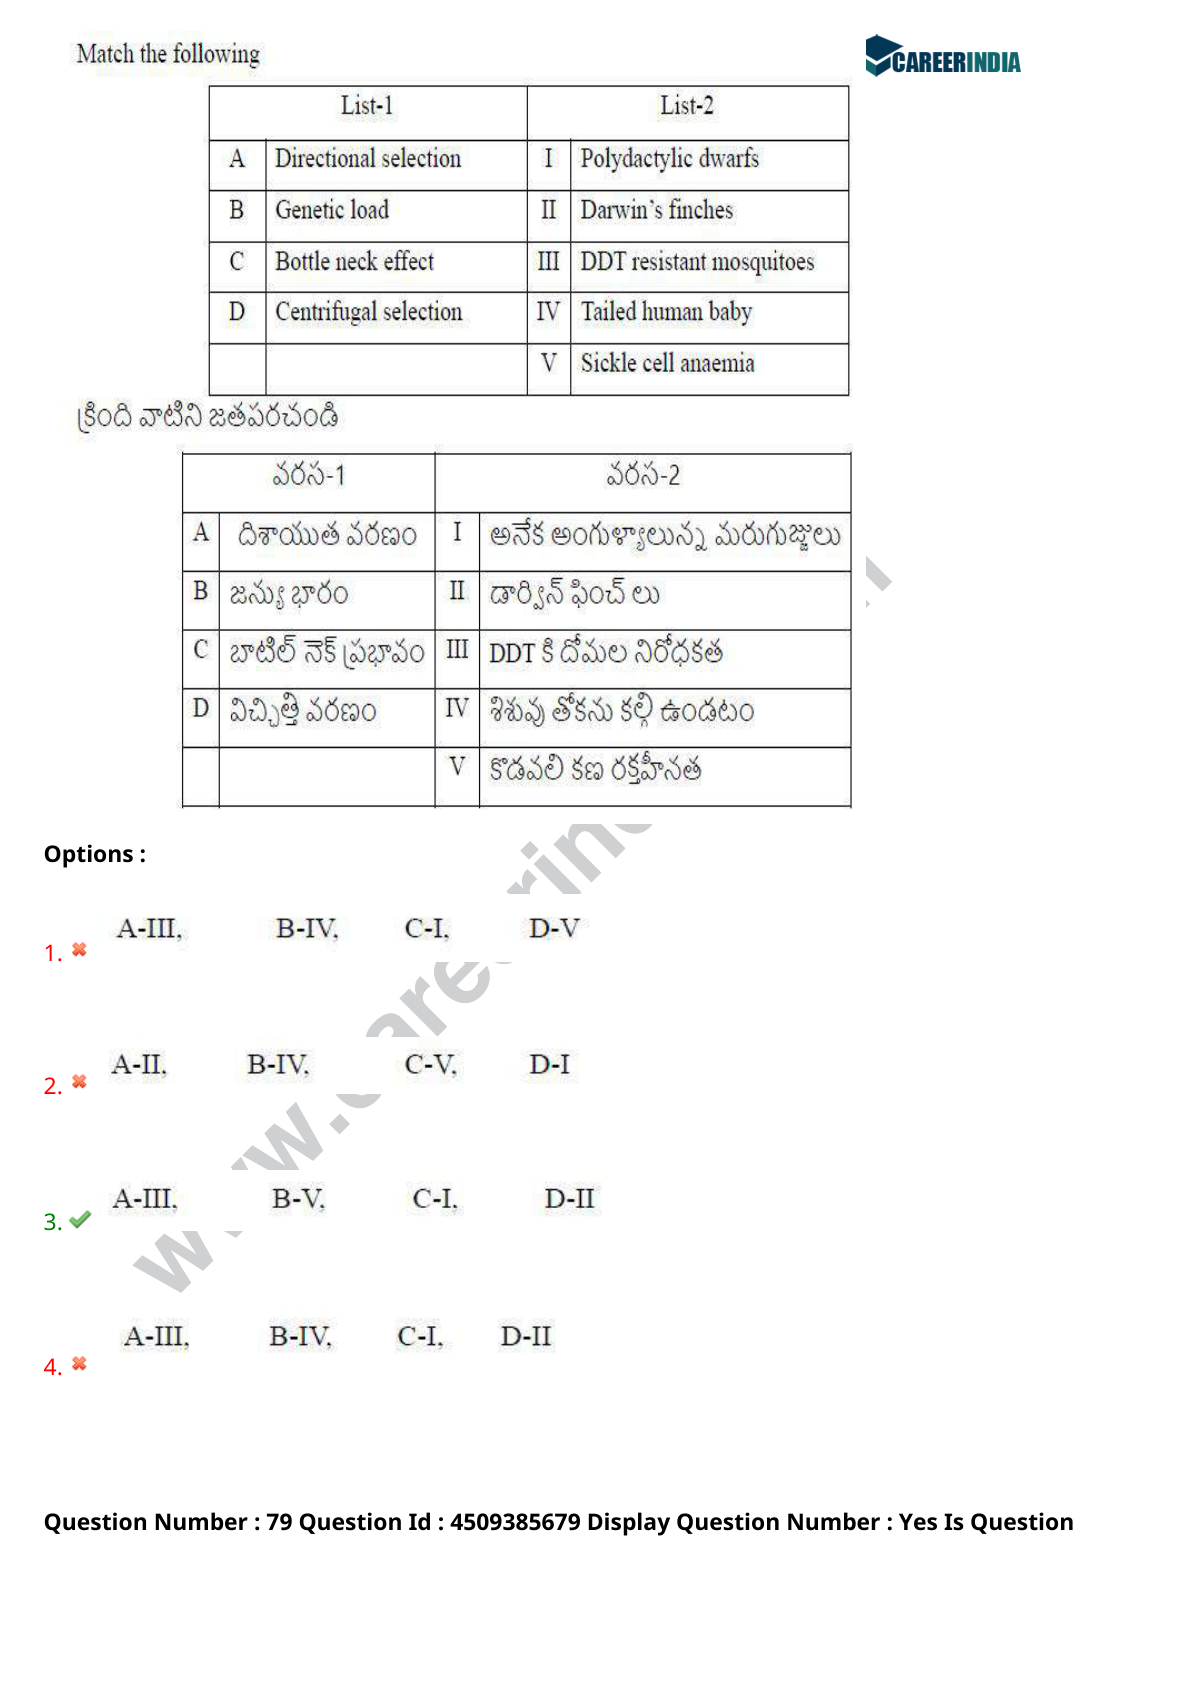 Match the following
CAREERINDIA
List-1 List-2
A Directional selection I Polydactylic dwarfs
B Genetic load II Darwin’s finches
C Bottle neck effect III DDT resistant mosquitoes
D Centrifugal selection IV Tailed human baby
V Sickle cell anaemia
క్రింది వాటిని జతపరచండి
వరస-1 వరస-2
A దిశాయుత వరణం I అనేక అంగుళ్యాలున్న మరుగుజ్జులు
B జన్యు భారం II డార్విన్ ఫించ్ లు
C బాటిల్ నెక్ ప్రభావం III DDT కి దోమల నిరోధకత
D విచ్ఛిత్తి వరణం IV శిశువు తోకను కల్గి ఉండటం
V కొడవలి కణ రక్తహీనత
Options :
1. A-III, B-IV, C-I, D-V
2. A-II, B-IV, C-V, D-I
3. A-III, B-V, C-I, D-II
4. A-III, B-IV, C-I, D-II
Question Number : 79 Question Id : 4509385679 Display Question Number : Yes Is Question